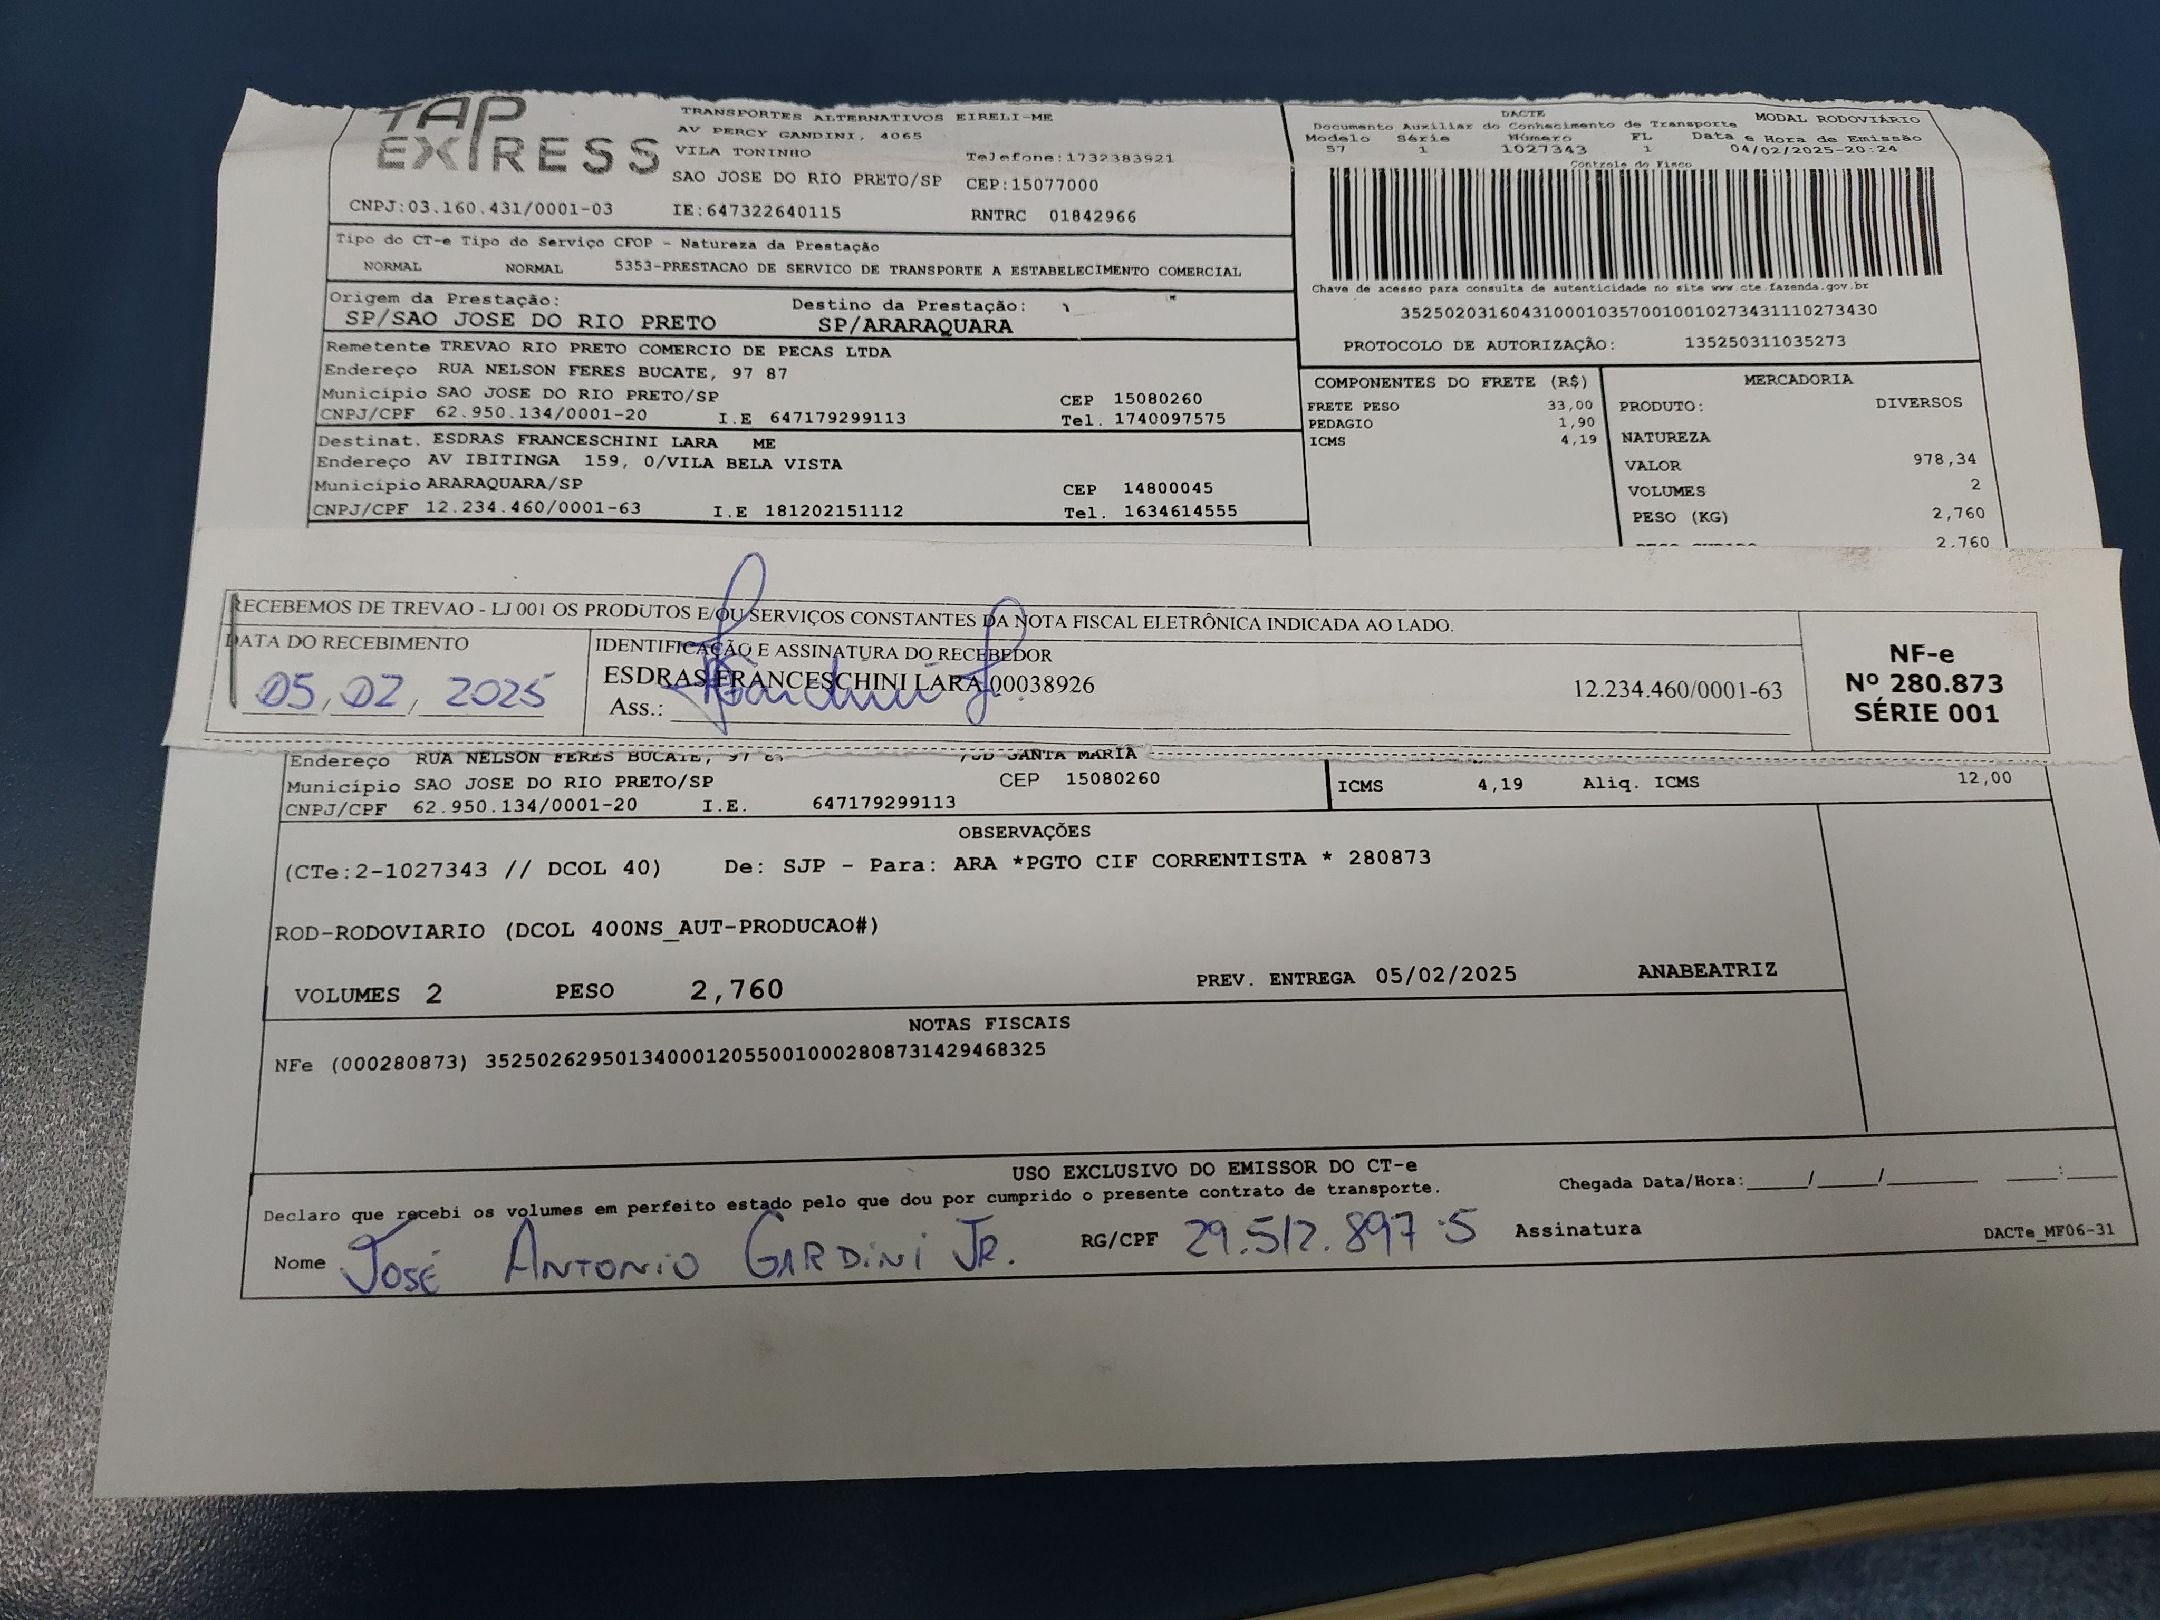 TAP
EXPRESS
TRANSPORTES ALTERNATIVOS EIRELI-ME
AV PERCY GANDINI, 4065
VILA TONINHO Telefone:1732383921
SAO JOSE DO RIO PRETO/SP CEP:15077000
CNPJ:03.160.431/0001-03 IE:647322640115 RNTRC 01842966
DACTE MODAL RODOVIÁRIO
Documento Auxiliar do Conhecimento de Transporte
Modelo Série Número FL Data e Hora de Emissão
57 1 1027343 1 04/02/2025-20:24
Controle do Fisco
Chave de acesso para consulta de autenticidade no site www.cte.fazenda.gov.br
35250203160431000103570010010273431110273430
PROTOCOLO DE AUTORIZAÇÃO: 135250311035273
Tipo do CT-e Tipo do Serviço CFOP - Natureza da Prestação
NORMAL NORMAL 5353-PRESTACAO DE SERVICO DE TRANSPORTE A ESTABELECIMENTO COMERCIAL
Origem da Prestação: Destino da Prestação:
SP/SAO JOSE DO RIO PRETO SP/ARARAQUARA
Remetente TREVAO RIO PRETO COMERCIO DE PECAS LTDA
Endereço RUA NELSON FERES BUCATE, 97 87
Município SAO JOSE DO RIO PRETO/SP CEP 15080260
CNPJ/CPF 62.950.134/0001-20 I.E 647179299113 Tel. 1740097575
Destinat. ESDRAS FRANCESCHINI LARA ME
Endereço AV IBITINGA 159, 0/VILA BELA VISTA
Município ARARAQUARA/SP CEP 14800045
CNPJ/CPF 12.234.460/0001-63 I.E 181202151112 Tel. 1634614555
COMPONENTES DO FRETE (R$)
FRETE PESO 33,00
PEDAGIO 1,90
ICMS 4,19
MERCADORIA
PRODUTO: DIVERSOS
NATUREZA
VALOR 978,34
VOLUMES 2
PESO (KG) 2,760
2,760
RECEBEMOS DE TREVAO - LJ 001 OS PRODUTOS E/OU SERVIÇOS CONSTANTES DA NOTA FISCAL ELETRÔNICA INDICADA AO LADO.
DATA DO RECEBIMENTO IDENTIFICAÇÃO E ASSINATURA DO RECEBEDOR
ESDRAS FRANCESCHINI LARA 00038926 12.234.460/0001-63
05, 02, 2025 Ass.:
NF-e
Nº 280.873
SÉRIE 001
Endereço RUA NELSON FERES BUCATE, 97 87 SANTA MARIA
Município SAO JOSE DO RIO PRETO/SP CEP 15080260
CNPJ/CPF 62.950.134/0001-20 I.E. 647179299113
ICMS 4,19 Aliq. ICMS 12,00
OBSERVAÇÕES
(CTe:2-1027343 // DCOL 40) De: SJP - Para: ARA *PGTO CIF CORRENTISTA * 280873
ROD-RODOVIARIO (DCOL 400NS_AUT-PRODUCAO#)
VOLUMES 2 PESO 2,760 PREV. ENTREGA 05/02/2025 ANABEATRIZ
NOTAS FISCAIS
NFe (000280873) 35250262950134000120550010002808731429468325
USO EXCLUSIVO DO EMISSOR DO CT-e
Declaro que recebi os volumes em perfeito estado pelo que dou por cumprido o presente contrato de transporte. Chegada Data/Hora:____/____/______ ___:___
Nome JOSÉ ANTONIO GARDINI JR. RG/CPF 29.512.897-5 Assinatura
DACTe_MF06-31